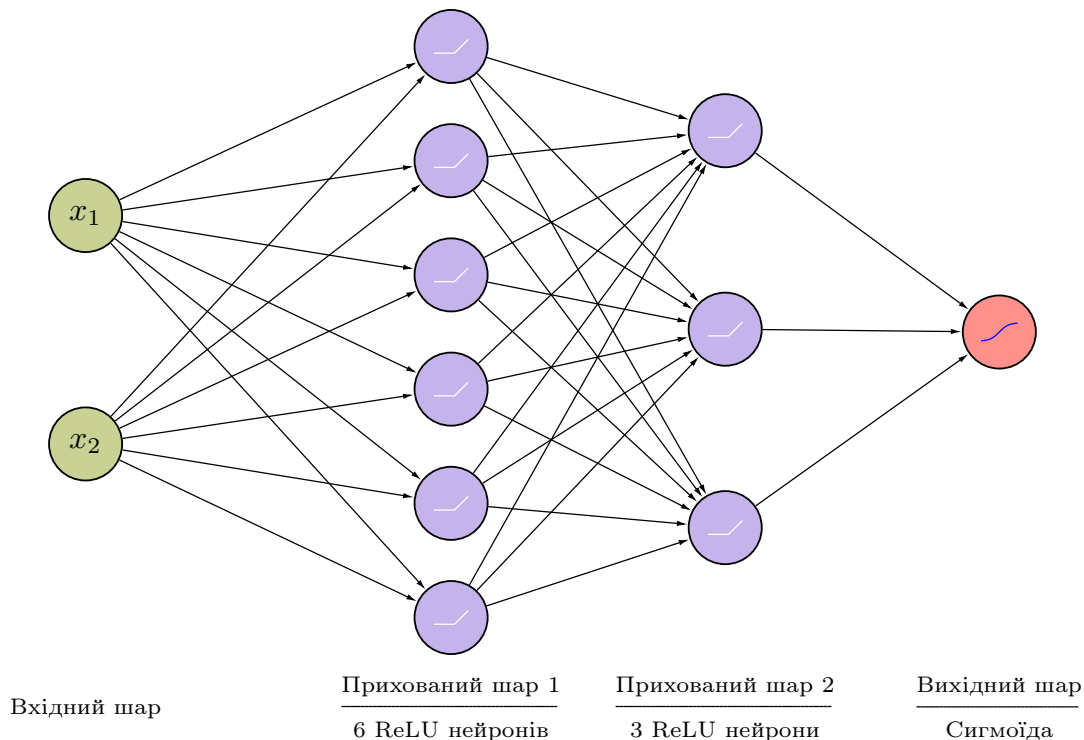 x₁
x₂
Вхідний шар
Прихований шар 1
6 ReLU нейронів
Прихований шар 2
3 ReLU нейрони
Вихідний шар
Сигмоїда